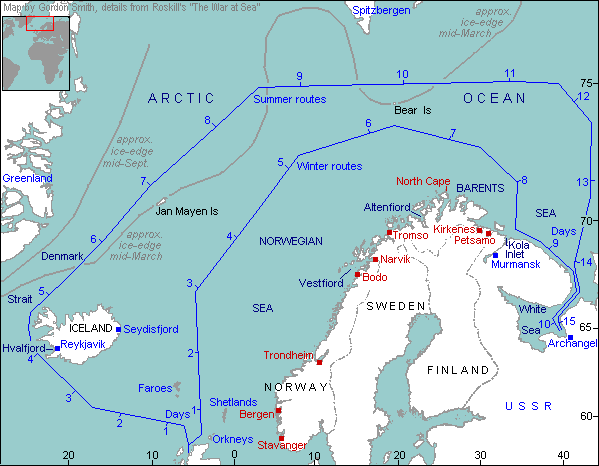 Map by Gordon Smith, details from Roskill's "The War at Sea"
Spitzbergen
approx.
ice-edge
mid-March
9
10
11
75
12
ARCTIC
OCEAN
Summer routes
Bear Is
8
approx.
ice-edge
mid-Sept.
6
7
5
Winter routes
Greenland
7
North Cape
BARENTS
8
13
Altenfjord
Jan Mayen Is
SEA
70
approx.
ice-edge
mid-March
6
4
NORWEGIAN
Tromso
Kirkenes
Petsamo
Days
Kola
Inlet
9
Denmark
Narvik
Murmansk
14
Vestfiord
Bodo
5
3
Strait
SEA
SWEDEN
White
Sea
10
15
65
ICELAND
Seydisfjord
Hvalfjord
Reykjavik
4
2
Archangel
Trondheim
FINLAND
Faroes
NORWAY
3
2
Days
1
1
Shetlands
Bergen
USSR
60
Orkneys
Stavanger
20
10
0
10
20
30
40